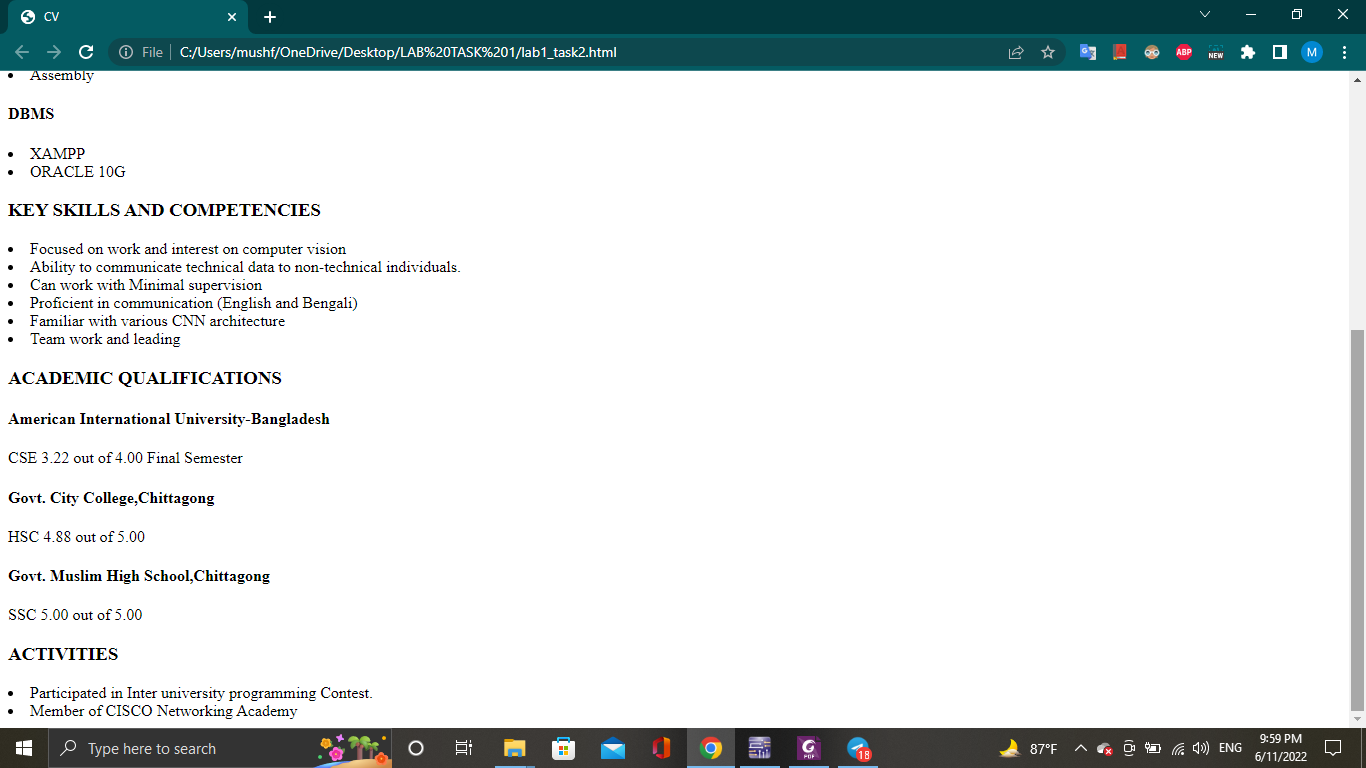 CV
File
C:/Users/mushf/OneDrive/Desktop/LAB%20TASK%201/lab1_task2.html
ABP
NEW
M
Assembly
DBMS
XAMPP
ORACLE 10G
KEY SKILLS AND COMPETENCIES
Focused on work and interest on computer vision
Ability to communicate technical data to non-technical individuals.
Can work with Minimal supervision
Proficient in communication (English and Bengali)
Familiar with various CNN architecture
Team work and leading
ACADEMIC QUALIFICATIONS
American International University-Bangladesh
CSE 3.22 out of 4.00 Final Semester
Govt. City College,Chittagong
HSC 4.88 out of 5.00
Govt. Muslim High School,Chittagong
SSC 5.00 out of 5.00
ACTIVITIES
Participated in Inter university programming Contest.
Member of CISCO Networking Academy
Type here to search
PDF
18
87°F
ENG
9:59 PM
6/11/2022